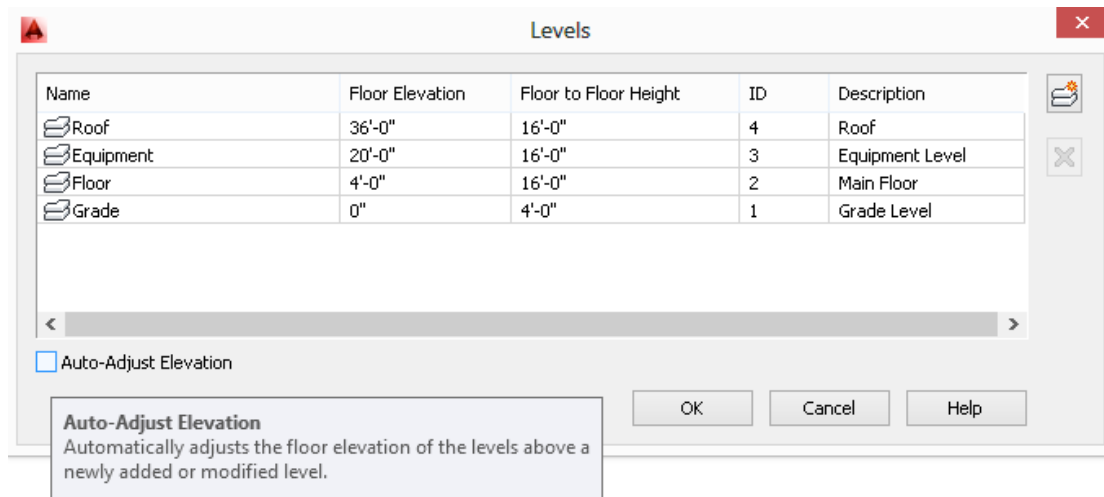 Levels
Name Floor Elevation Floor to Floor Height ID Description
Roof 36'-0" 16'-0" 4 Roof
Equipment 20'-0" 16'-0" 3 Equipment Level
Floor 4'-0" 16'-0" 2 Main Floor
Grade 0" 4'-0" 1 Grade Level
Auto-Adjust Elevation
OK Cancel Help
Auto-Adjust Elevation
Automatically adjusts the floor elevation of the levels above a
newly added or modified level.